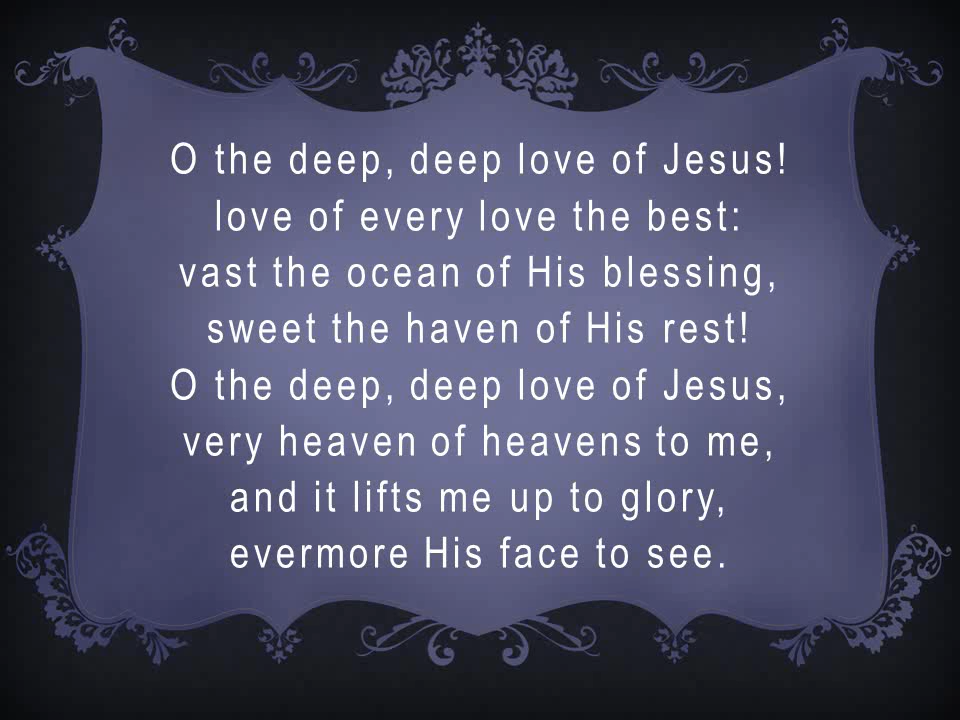 O the deep, deep love of Jesus!
love of every love the best:
vast the ocean of His blessing,
sweet the haven of His rest!
O the deep, deep love of Jesus,
very heaven of heavens to me,
and it lifts me up to glory,
evermore His face to see.